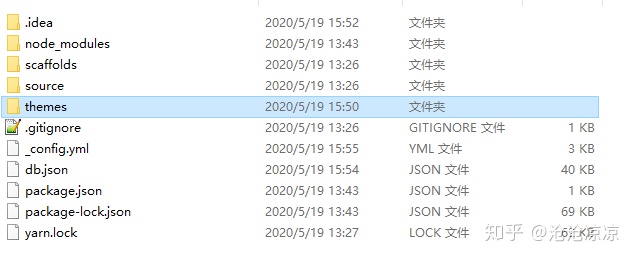 .idea 2020/5/19 15:52 文件夹
node_modules 2020/5/19 13:43 文件夹
scaffolds 2020/5/19 13:26 文件夹
source 2020/5/19 13:26 文件夹
themes 2020/5/19 15:50 文件夹
.gitignore 2020/5/19 13:26 GITIGNORE 文件 1 KB
_config.yml 2020/5/19 15:55 YML 文件 3 KB
db.json 2020/5/19 15:54 JSON 文件 40 KB
package.json 2020/5/19 13:43 JSON 文件 1 KB
package-lock.json 2020/5/19 13:43 JSON 文件 69 KB
yarn.lock 2020/5/19 13:27 LOCK 文件 KB
知乎 @沧沧凉凉